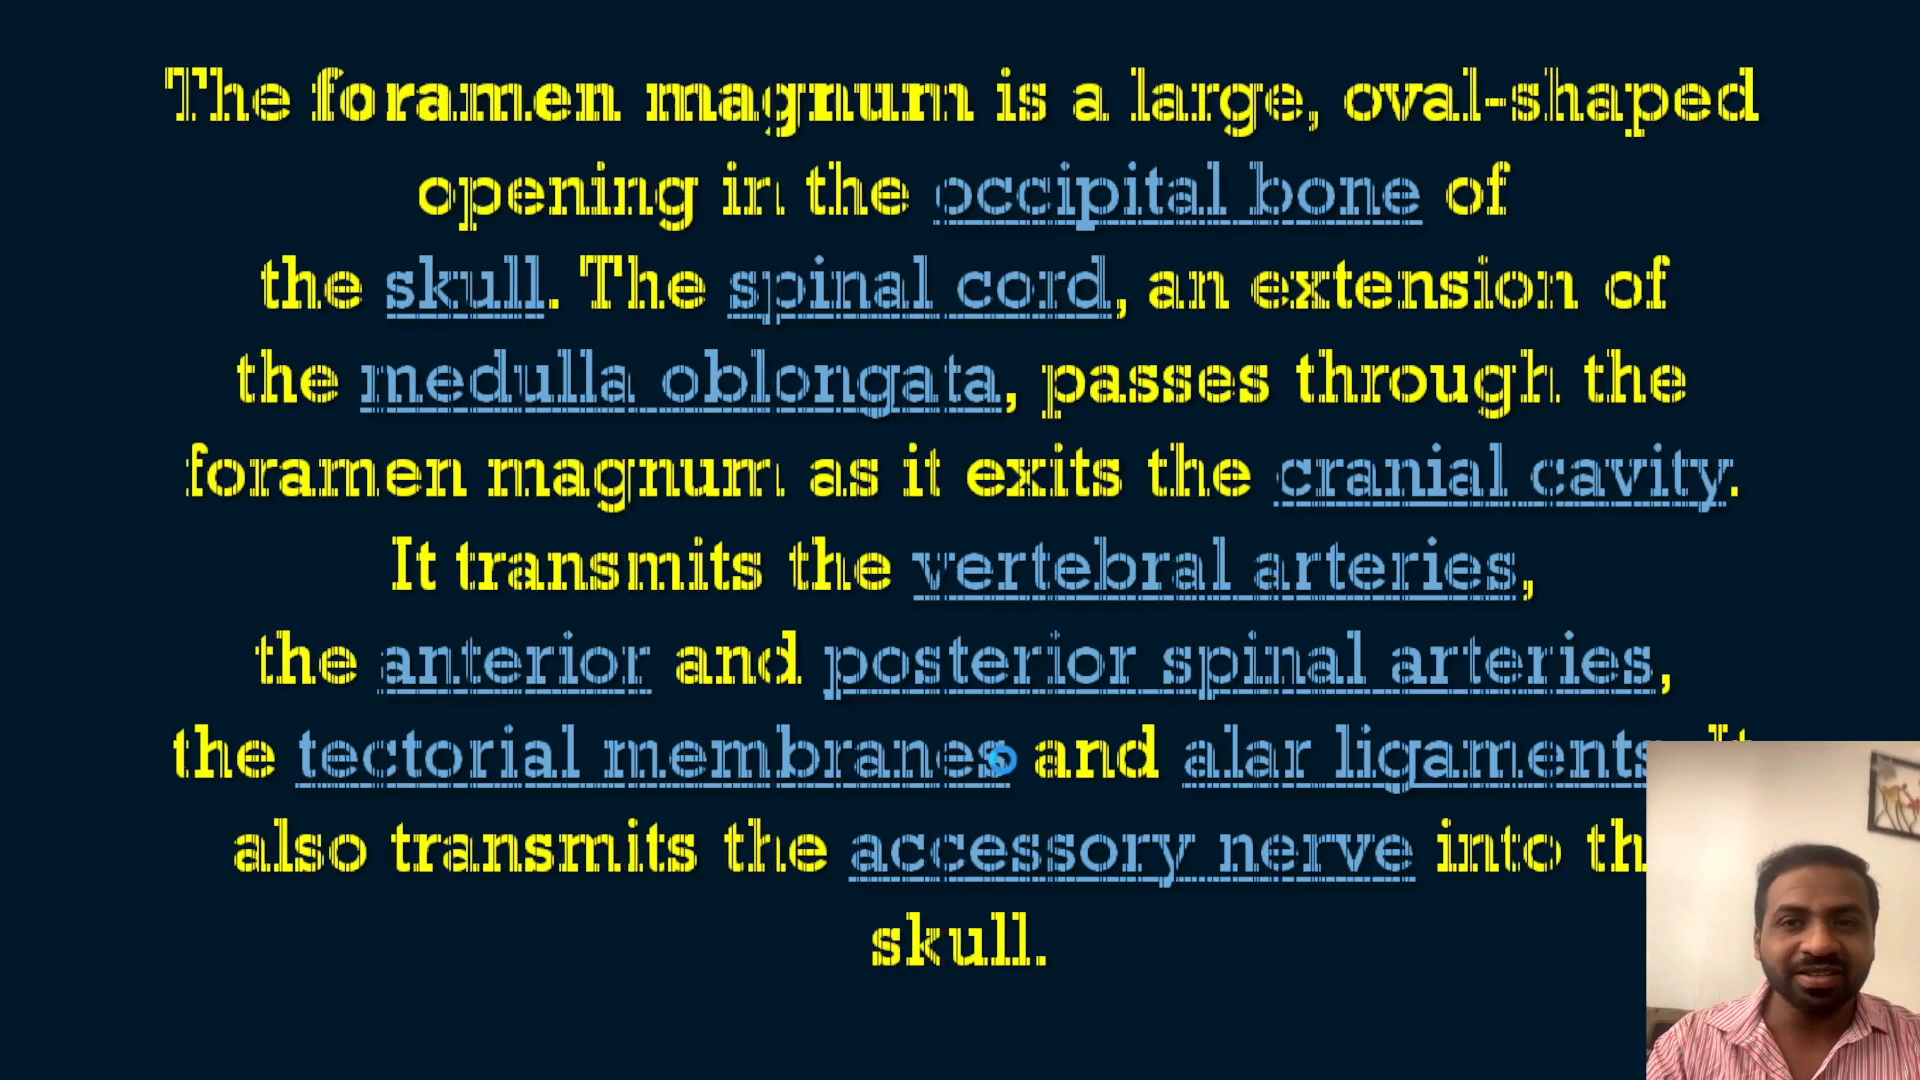 The foramen magnum is a large, oval-shaped
opening in the occipital bone of
the skull. The spinal cord, an extension of
the medulla oblongata, passes through the
foramen magnum as it exits the cranial cavity.
It transmits the vertebral arteries,
the anterior and posterior spinal arteries,
the tectorial membranes and alar ligaments It
also transmits the accessory nerve into th
skull.